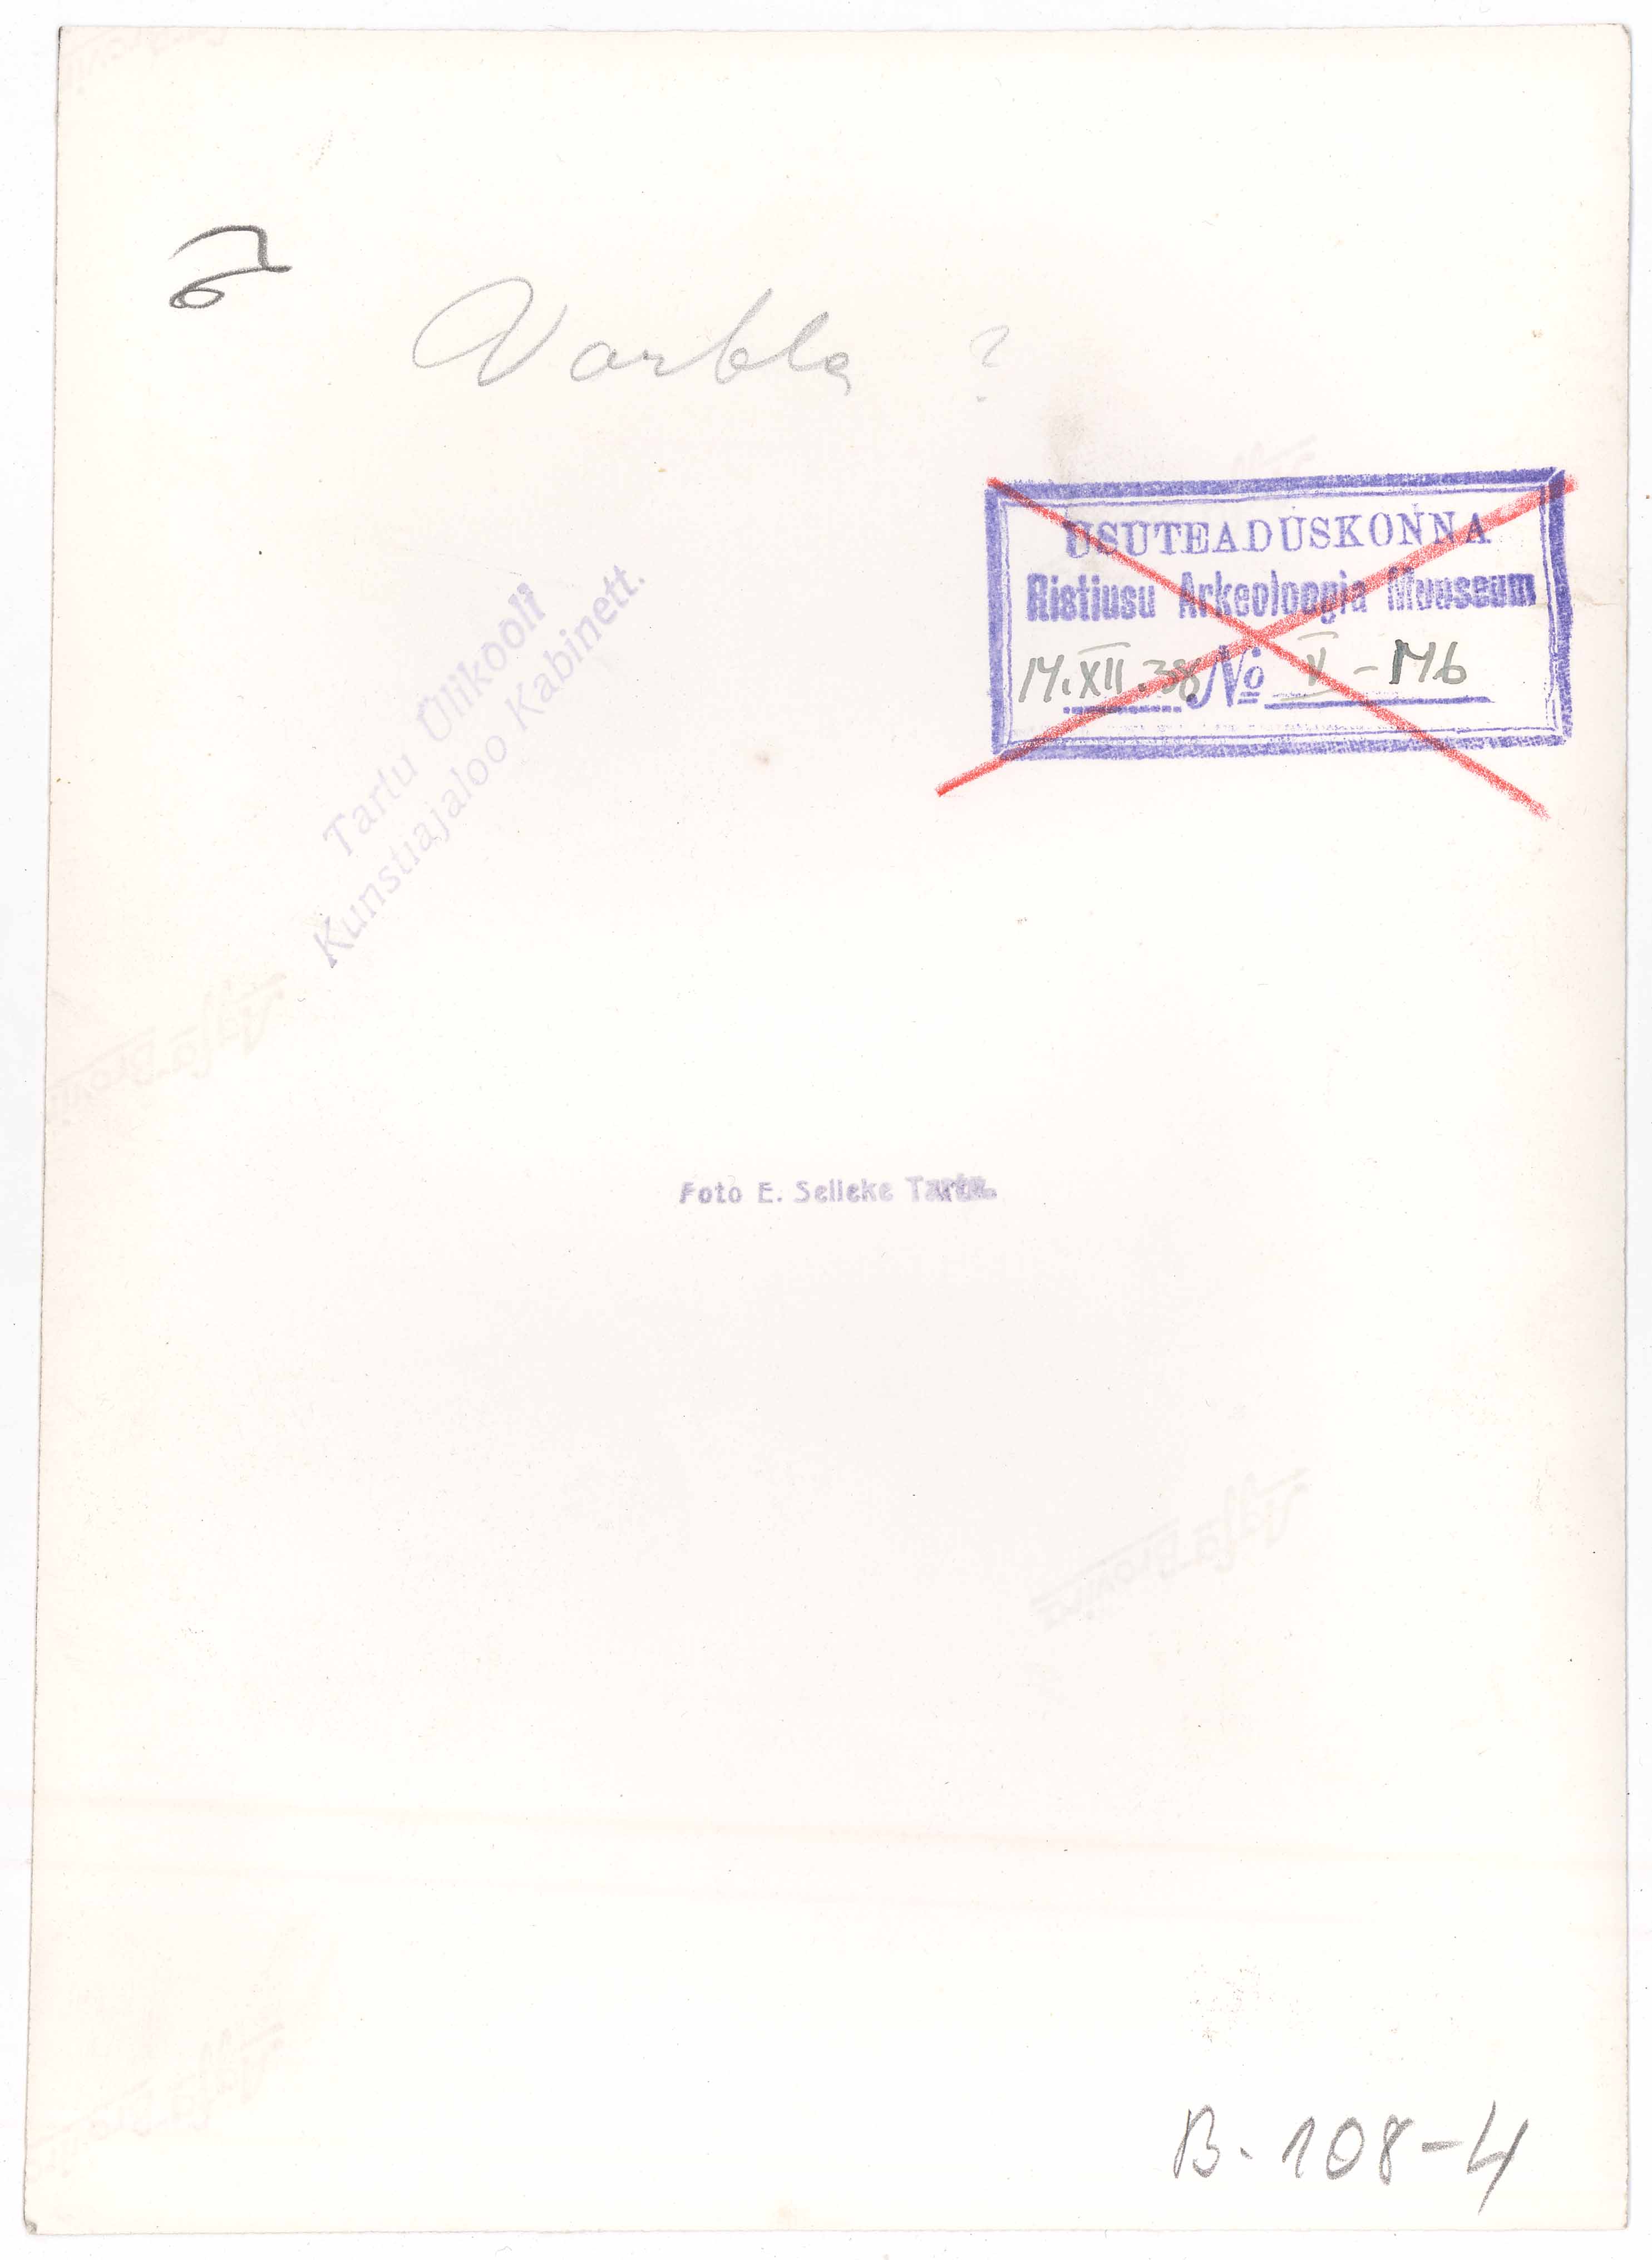 Varbla ?
USUTEADUSKONNA
Ristiusu Arkeoloogia Muuseum
14.XII.38 № V - 146
Tartu Ülikooli
Kunstiajaloo Kabinett.
Foto E. Selleke Tartu.
B. 108-4